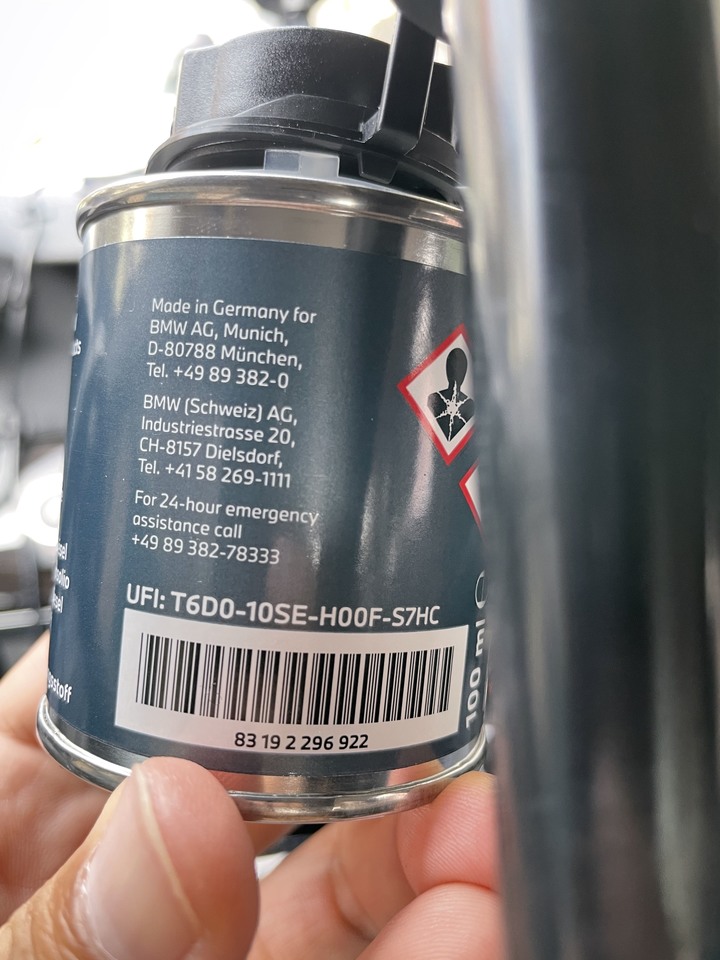 Made in Germany for
BMW AG, Munich,
D-80788 München,
Tel. +49 89 382-0
BMW (Schweiz) AG,
Industriestrasse 20,
CH-8157 Dielsdorf,
Tel. +41 58 269-1111
For 24-hour emergency
assistance call
+49 89 382-78333
UFI: T6D0-10SE-H00F-S7HC
83 19 2 296 922
100 ml